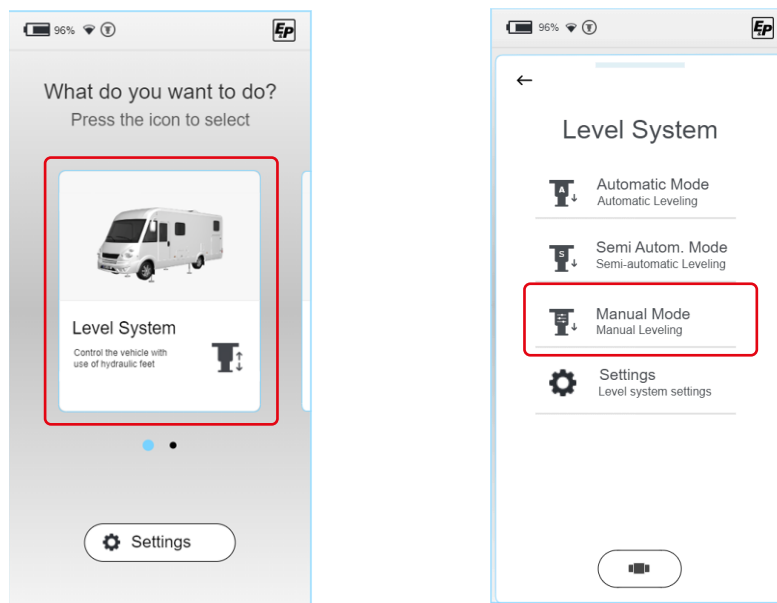 96%
EP
What do you want to do?
Press the icon to select
Level System
Control the vehicle with
use of hydraulic feet
Settings
96%
EP
Level System
A
Automatic Mode
Automatic Leveling
S
Semi Autom. Mode
Semi-automatic Leveling
Manual Mode
Manual Leveling
Settings
Level system settings